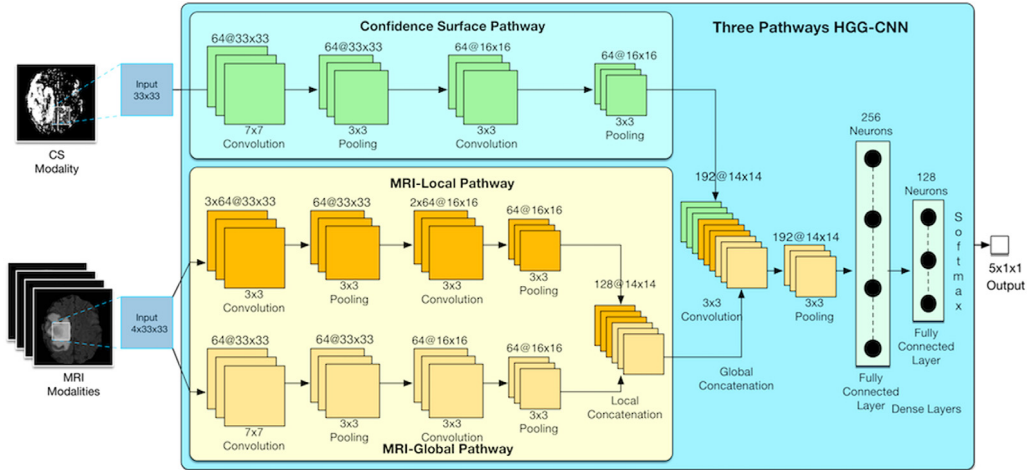 Confidence Surface Pathway
Three Pathways HGG-CNN
64@33x33
64@33x33
64@16x16
64@16x16
Input
33x33
7x7
Convolution
3x3
Pooling
3x3
Convolution
3x3
Pooling
CS
Modality
MRI-Local Pathway
3x64@33x33
64@33x33
2x64@16x16
64@16x16
3x3
Convolution
3x3
Pooling
3x3
Convolution
3x3
Pooling
Input
4x33x33
MRI
Modalities
64@33x33
64@33x33
64@16x16
64@16x16
7x7
Convolution
3x3
Pooling
3x3
Convolution
3x3
Pooling
MRI-Global Pathway
128@14x14
Local
Concatenation
192@14x14
3x3
Convolution
Global
Concatenation
192@14x14
3x3
Pooling
256
Neurons
Fully
Connected
Layer
128
Neurons
Fully
Connected
Layer
Dense Layers
Softmax
5x1x1
Output